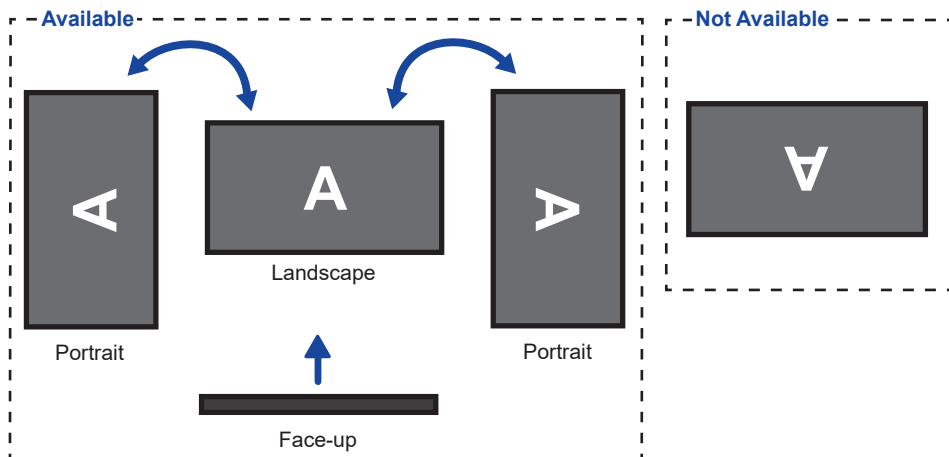 Available
Not Available
A
A
A
A
Landscape
Portrait
Portrait
Face-up